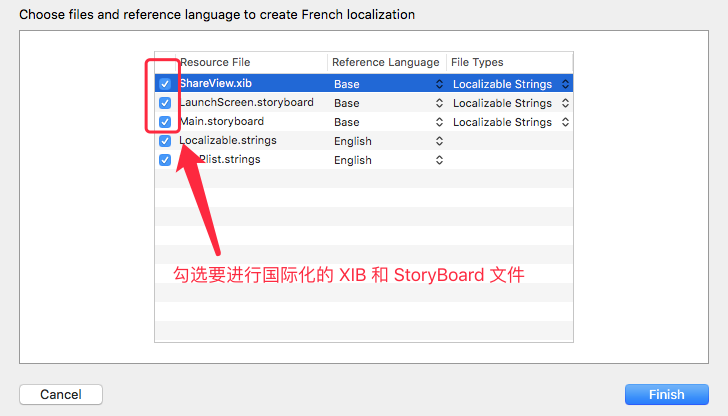 Choose files and reference language to create French localization
Resource File Reference Language File Types
ShareView.xib Base Localizable Strings
LaunchScreen.storyboard Base Localizable Strings
Main.storyboard Base Localizable Strings
Localizable.strings English
Plist.strings English
勾选要进行国际化的 XIB 和 StoryBoard 文件
Cancel Finish